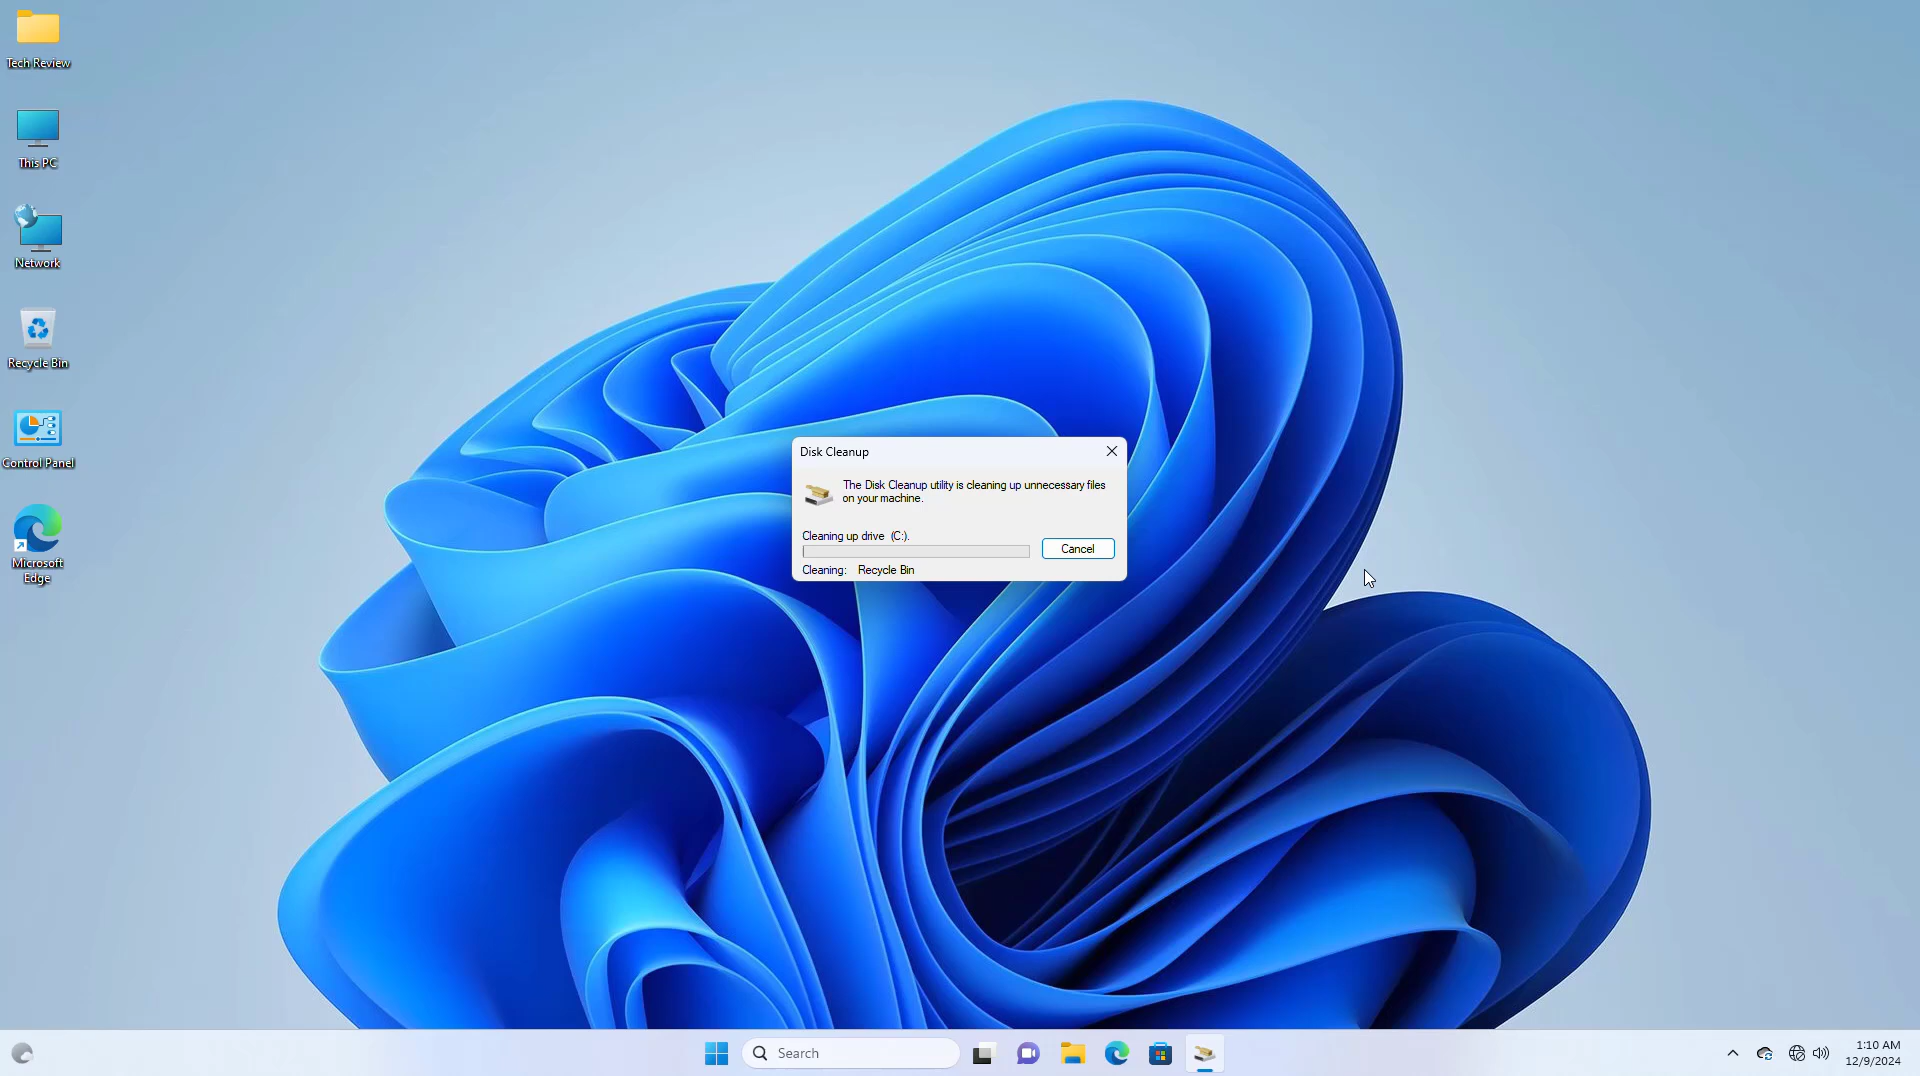 Tech Review
This PC
Network
Recycle Bin
Control Panel
Microsoft
Edge
Disk Cleanup
The Disk Cleanup utility is cleaning up unnecessary files
on your machine.
Cleaning up drive (C:).
Cancel
Cleaning: Recycle Bin
Search
1:10 AM
12/9/2024